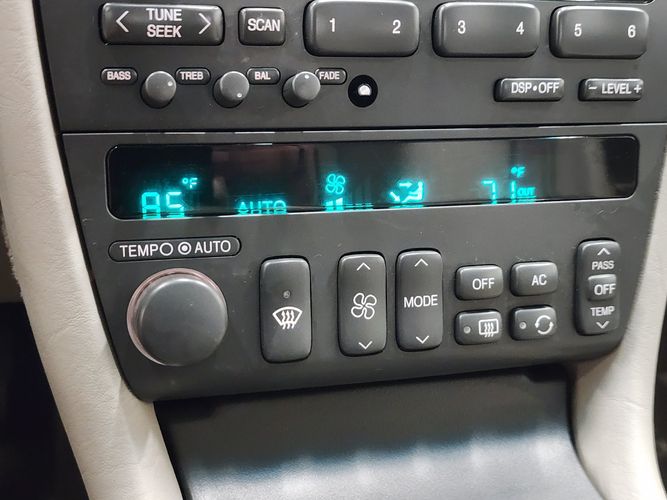 TUNE
SEEK
SCAN
1 2
3 4
5 6
BASS
TREB
BAL
FADE
DSP•OFF
− LEVEL +
85°F
AUTO
71°F
OUT
TEMP AUTO
MODE
OFF
AC
PASS
OFF
TEMP